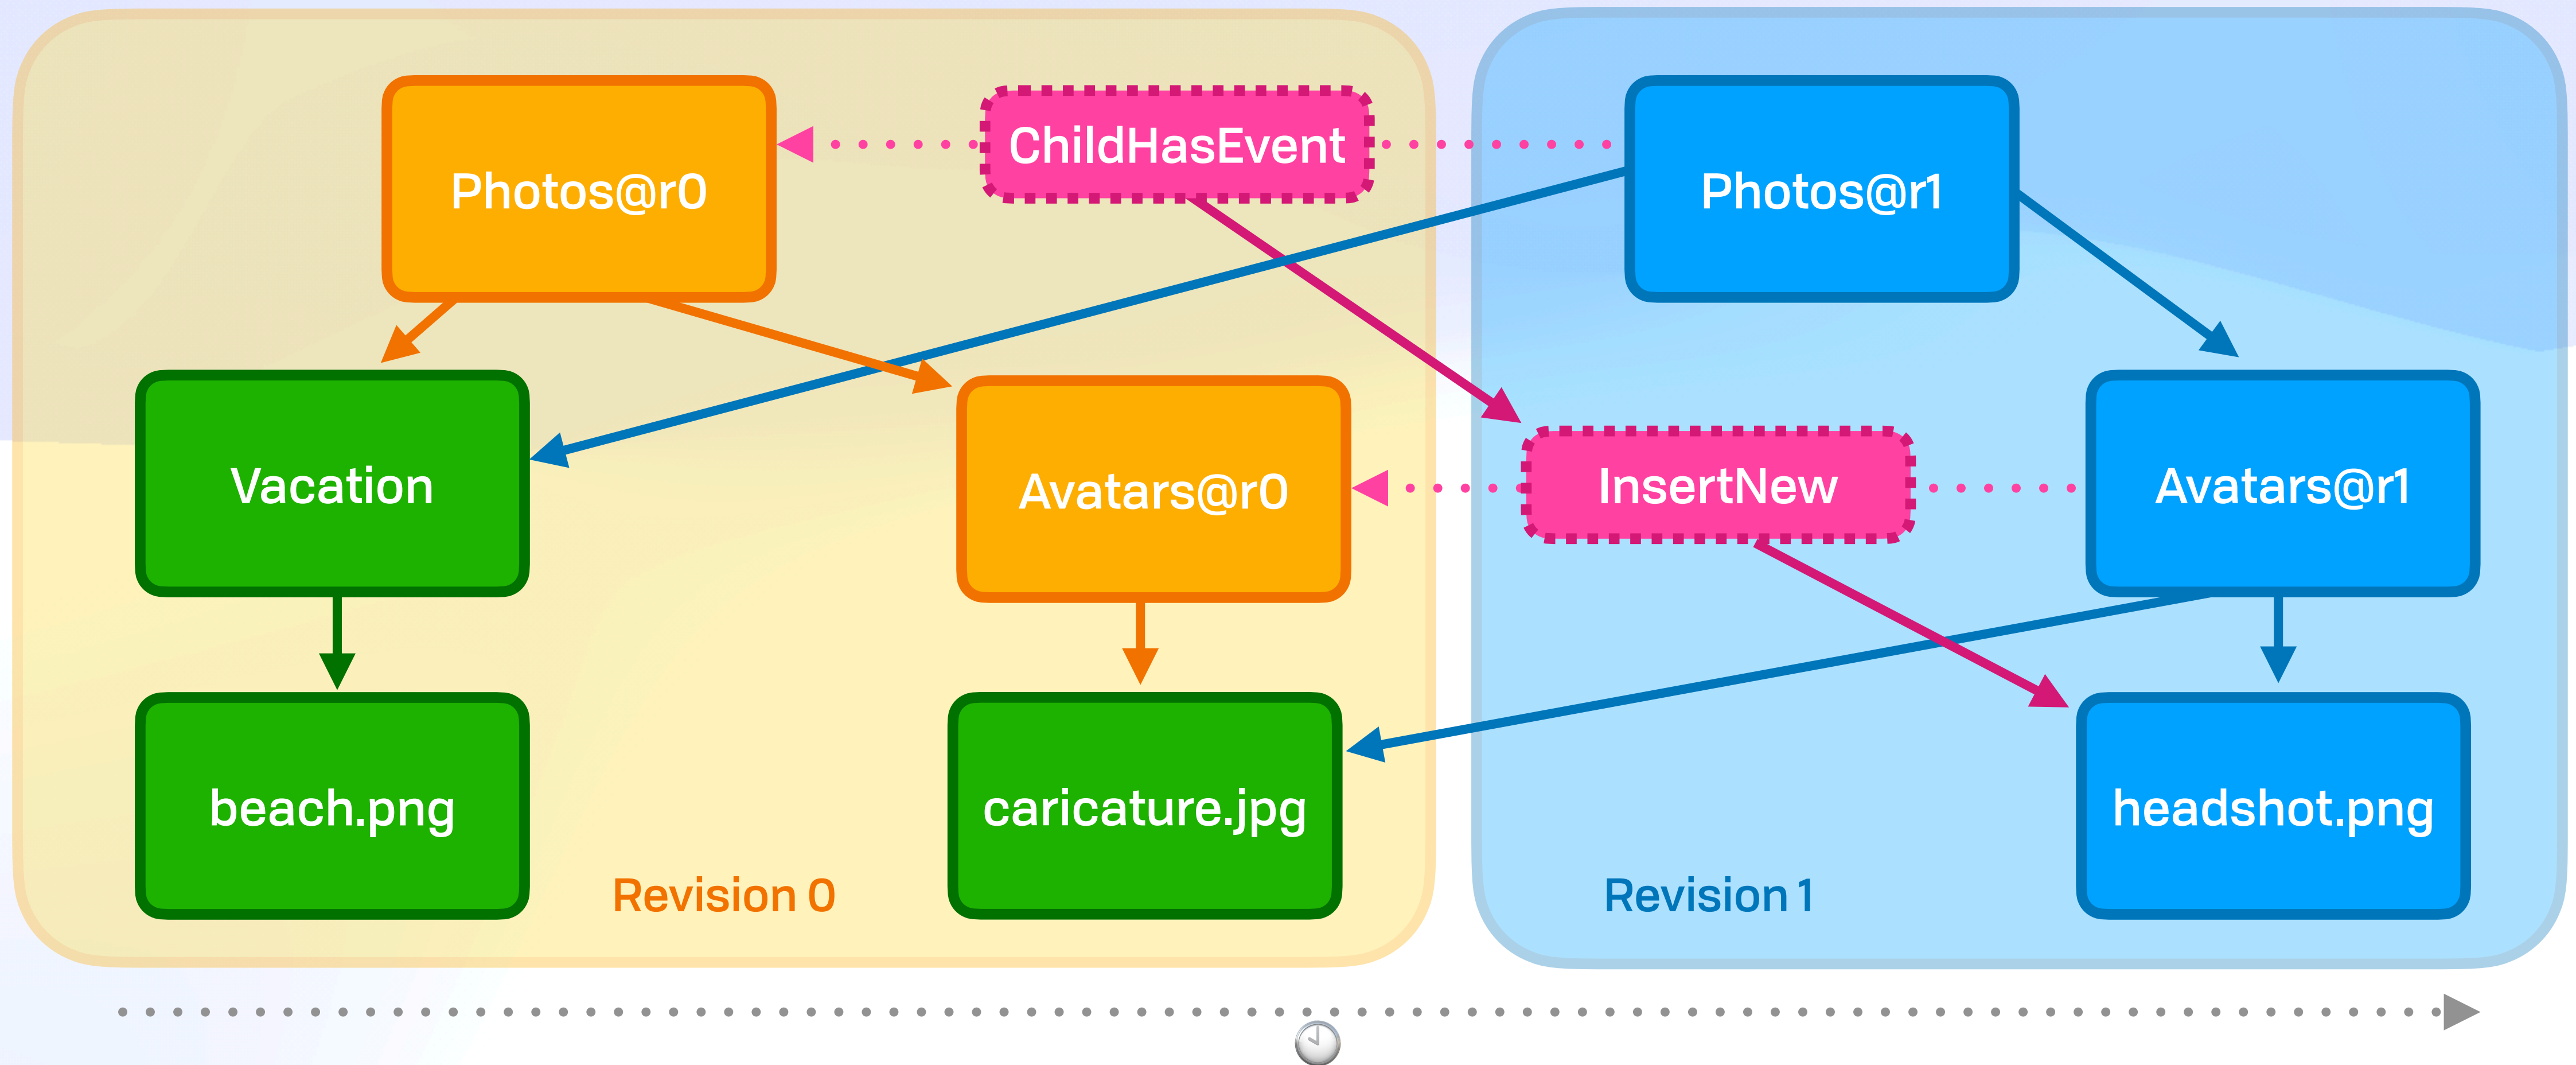 Photos@r0
ChildHasEvent
Photos@r1
Vacation
Avatars@r0
InsertNew
Avatars@r1
beach.png
caricature.jpg
headshot.png
Revision 0
Revision 1